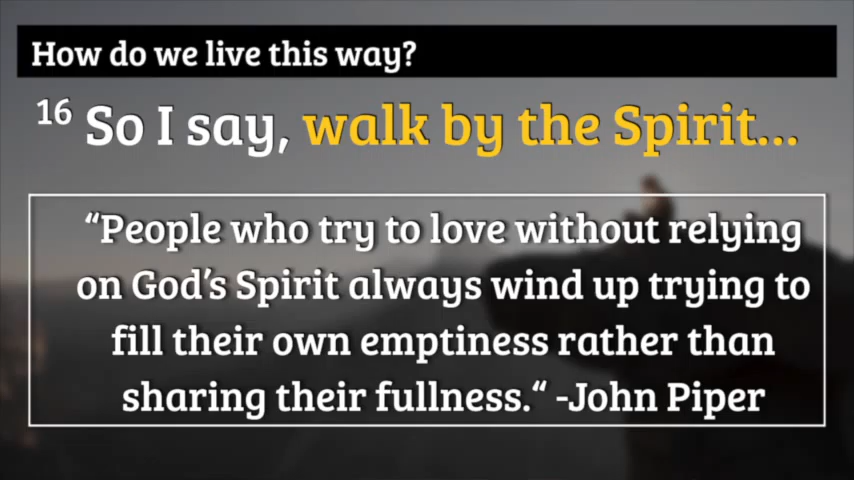 How do we live this way?
16 So I say, walk by the Spirit...
“People who try to love without relying
on God’s Spirit always wind up trying to
fill their own emptiness rather than
sharing their fullness.“ -John Piper